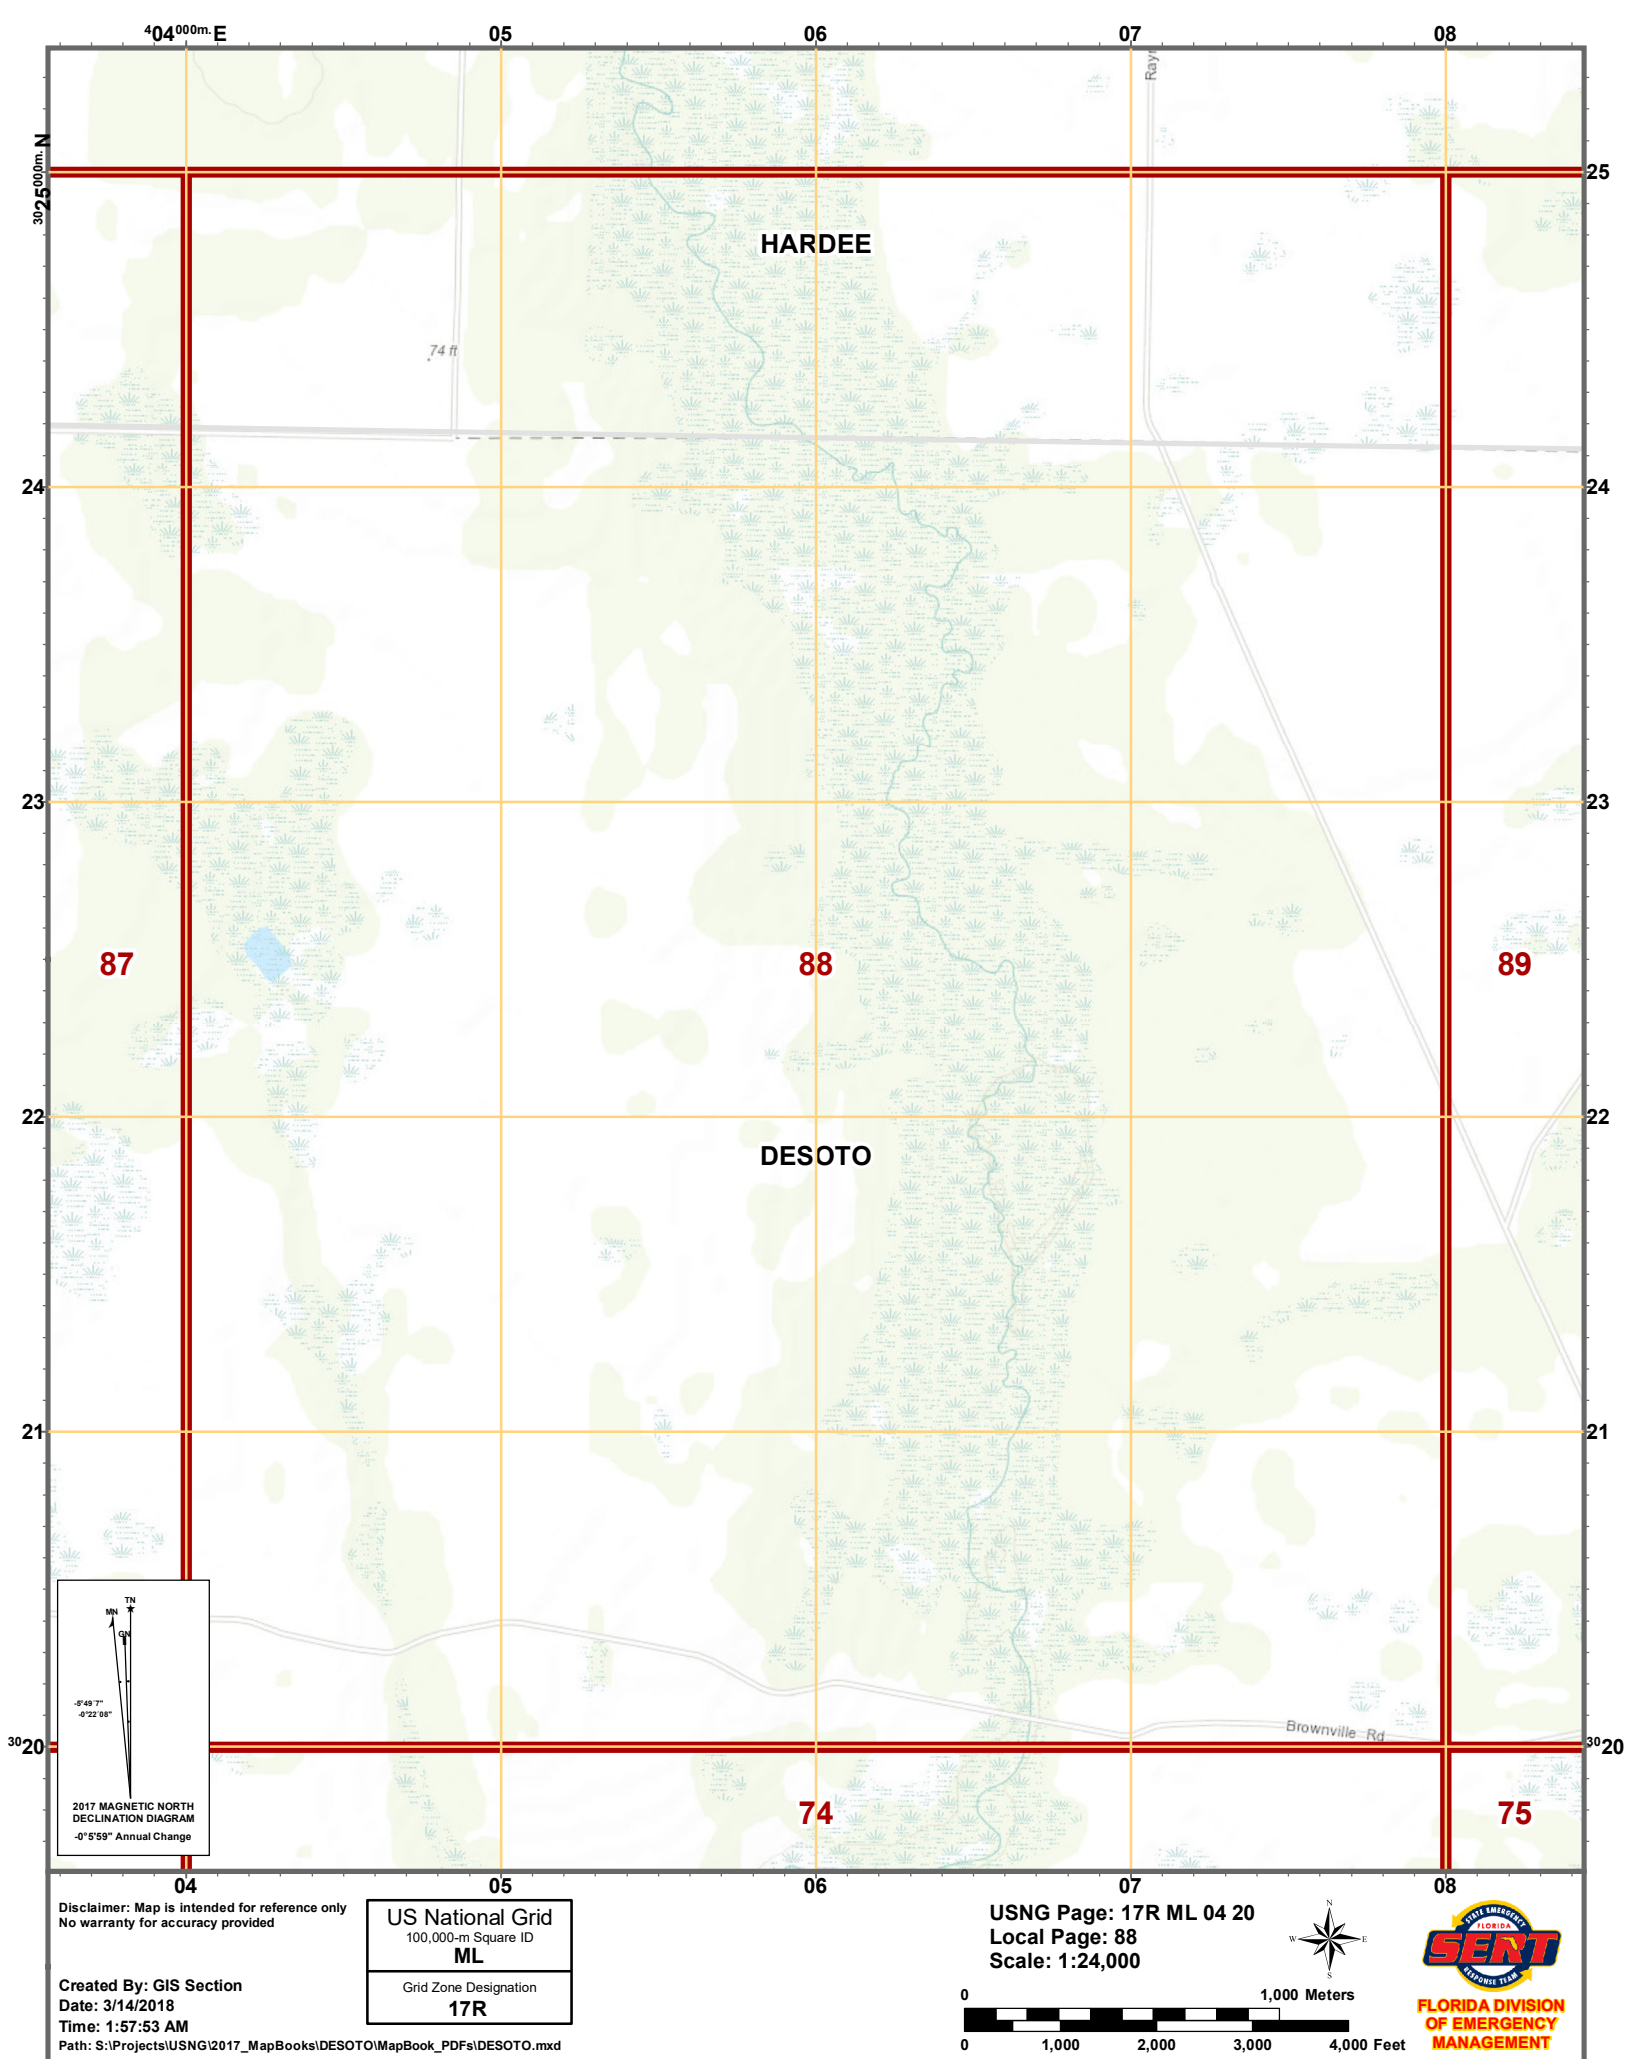 404000m.E 05 06 07 08
Rayn
3025000m.N
25
HARDEE
74 ft
24 24
23 23
87 88 89
22 22
DESOTO
21 21
TN
MN
GN
-5°49'7"
-0°22'08"
2017 MAGNETIC NORTH
DECLINATION DIAGRAM
-0°5'59" Annual Change
Brownville Rd
3020 3020
74 75
04 05 06 07 08
Disclaimer: Map is intended for reference only
No warranty for accuracy provided
Created By: GIS Section
Date: 3/14/2018
Time: 1:57:53 AM
Path: S:\Projects\USNG\2017_MapBooks\DESOTO\MapBook_PDFs\DESOTO.mxd
US National Grid
100,000-m Square ID
ML
Grid Zone Designation
17R
USNG Page: 17R ML 04 20
Local Page: 88
Scale: 1:24,000
N
W E
S
0 1,000 Meters
0 1,000 2,000 3,000 4,000 Feet
STATE EMERGENCY
FLORIDA
SERT
RESPONSE TEAM
FLORIDA DIVISION
OF EMERGENCY
MANAGEMENT